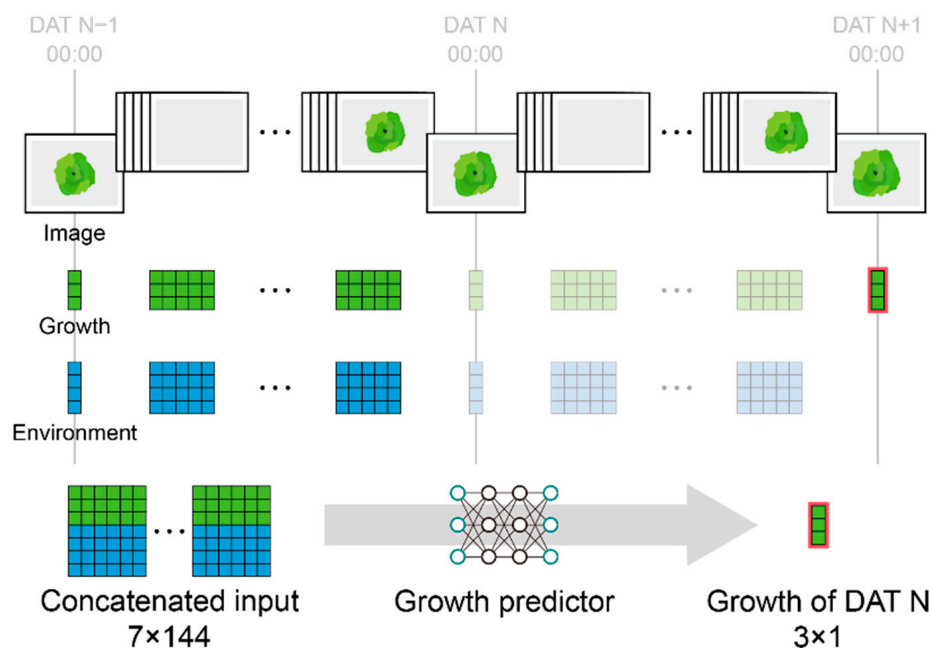 DAT N−1
00:00
DAT N
00:00
DAT N+1
00:00
Image
Growth
Environment
Concatenated input
7×144
Growth predictor
Growth of DAT N
3×1